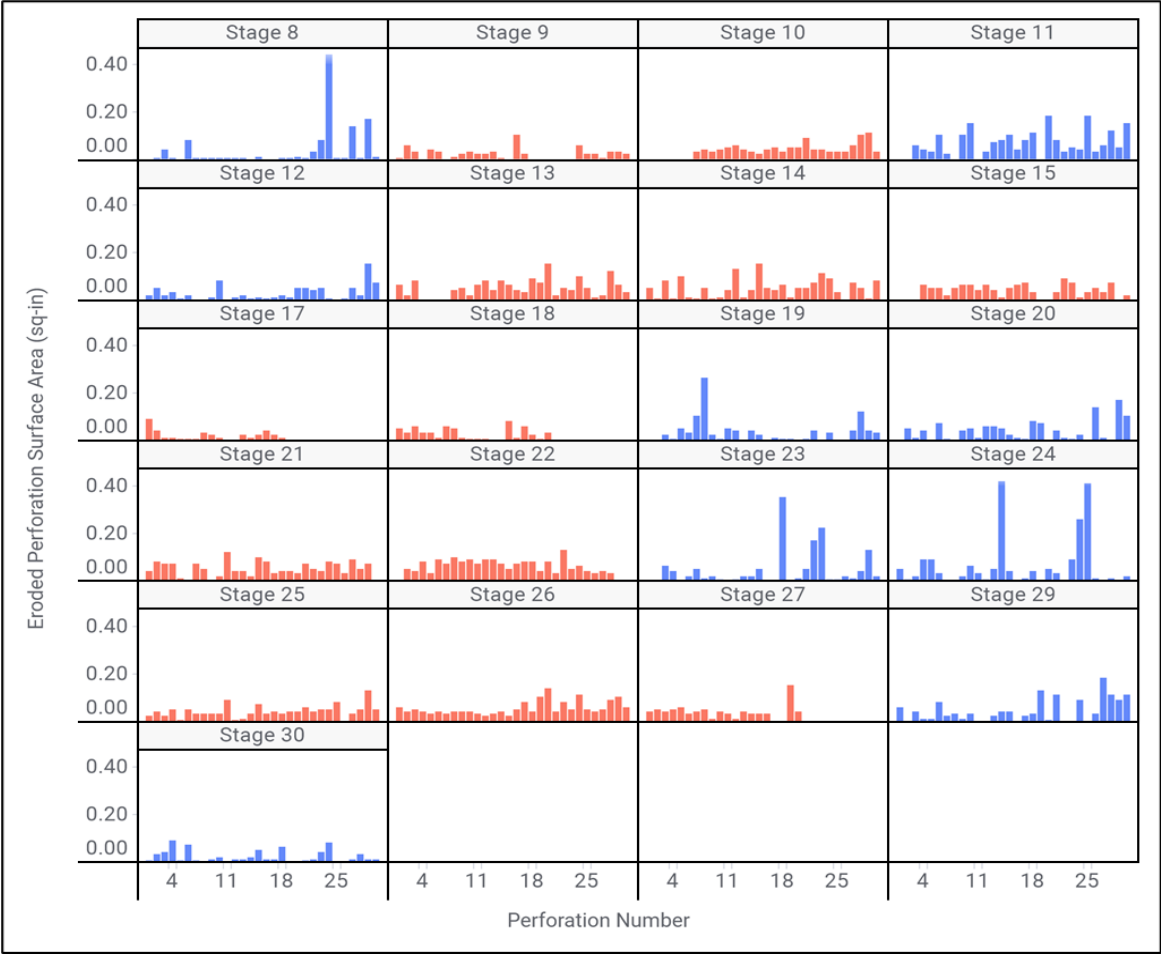 Stage 8 Stage 9 Stage 10 Stage 11
0.40
0.20
0.00
Stage 12 Stage 13 Stage 14 Stage 15
0.40
0.20
0.00
Stage 17 Stage 18 Stage 19 Stage 20
0.40
0.20
0.00
Stage 21 Stage 22 Stage 23 Stage 24
0.40
0.20
0.00
Stage 25 Stage 26 Stage 27 Stage 29
0.40
0.20
0.00
Stage 30
0.40
0.20
0.00
4 11 18 25 4 11 18 25 4 11 18 25 4 11 18 25
Perforation Number
Eroded Perforation Surface Area (sq-in)